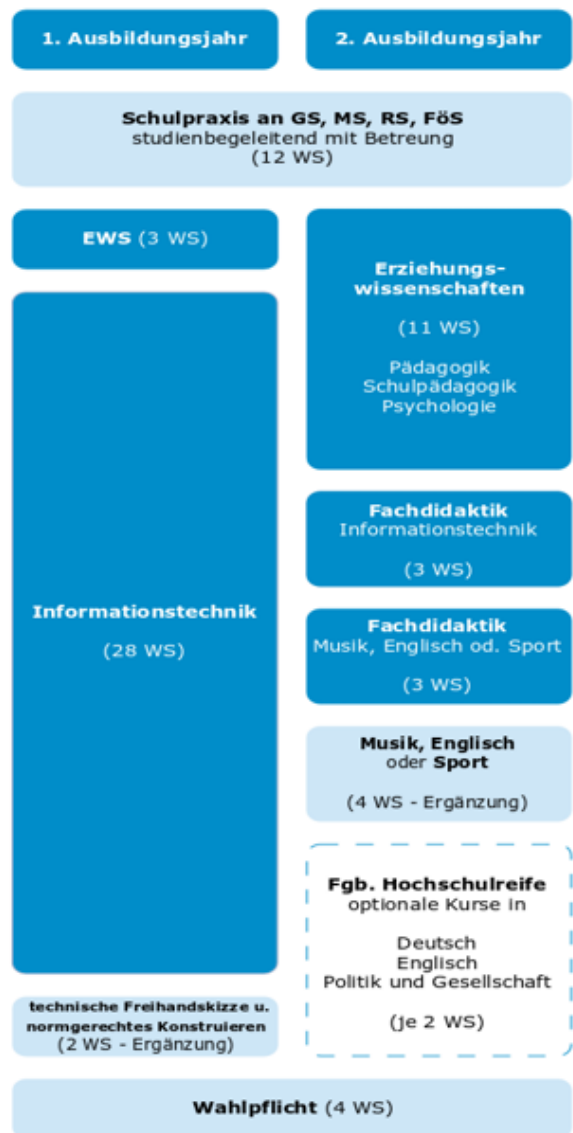 1. Ausbildungsjahr
2. Ausbildungsjahr
Schulpraxis an GS, MS, RS, FöS
studienbegeleitend mit Betreung
(12 WS)
EWS (3 WS)
Informationstechnik
(28 WS)
technische Freihandskizze u.
normgerechtes Konstruieren
(2 WS - Ergänzung)
Erziehungs-
wissenschaften
(11 WS)
Pädagogik
Schulpädagogik
Psychologie
Fachdidaktik
Informationstechnik
(3 WS)
Fachdidaktik
Musik, Englisch od. Sport
(3 WS)
Musik, Englisch
oder Sport
(4 WS - Ergänzung)
Fgb. Hochschulreife
optionale Kurse in
Deutsch
Englisch
Politik und Gesellschaft
(je 2 WS)
Wahlpflicht (4 WS)